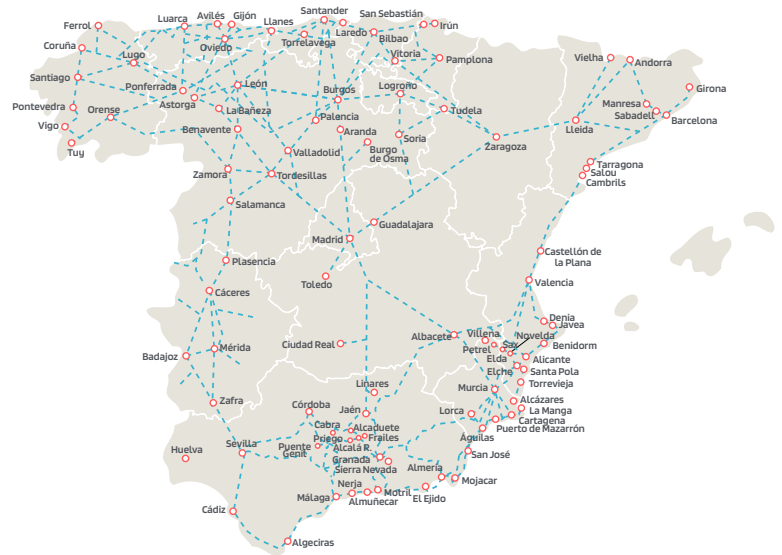 Santander
San Sebastián
Avilés
Gijón
Luarca
Llanes
Irún
Ferrol
Laredo
Bilbao
Coruña
Oviedo
Torrelavega
Lugo
Vitoria
Pamplona
Vielha
Andorra
Santiago
Ponferrada
León
Burgos
Logroño
Girona
Astorga
La Bañeza
Manresa
Sabadell
Pontevedra
Orense
Palencia
Tudela
Barcelona
Vigo
Benavente
Aranda
Soria
Lleida
Tuy
Valladolid
Burgo
de Osma
Zaragoza
Tarragona
Zamora
Tordesillas
Salou
Cambrils
Salamanca
Guadalajara
Madrid
Castellón de
la Plana
Plasencia
Toledo
Valencia
Cáceres
Denia
Javea
Albacete
Villena
Novelda
Ciudad Real
Petrel
Sax
Benidorm
Badajoz
Mérida
Elda
Alicante
Elche
Santa Pola
Linares
Murcia
Torrevieja
Zafra
Córdoba
Jaén
Lorca
Alcázares
La Manga
Cabra
Alcaduete
Cartagena
Priego
Frailes
Águilas
Puerto de Mazarrón
Huelva
Sevilla
Puente
Genil
Alcalá R.
Granada
San José
Sierra Nevada
Almería
Nerja
Mojacar
Málaga
Motril
Almuñecar
El Ejido
Cádiz
Algeciras